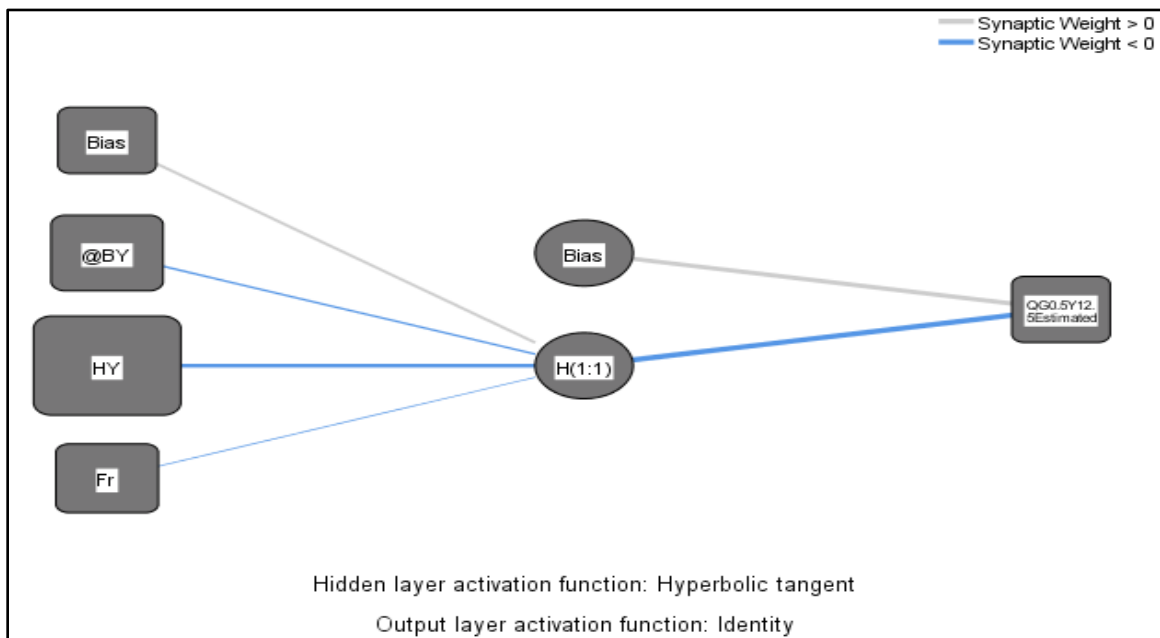 Synaptic Weight > 0
Synaptic Weight < 0
Bias
@BY
HY
Fr
Bias
H(1:1)
QG0.5Y12.
5Estimated
Hidden layer activation function: Hyperbolic tangent
Output layer activation function: Identity